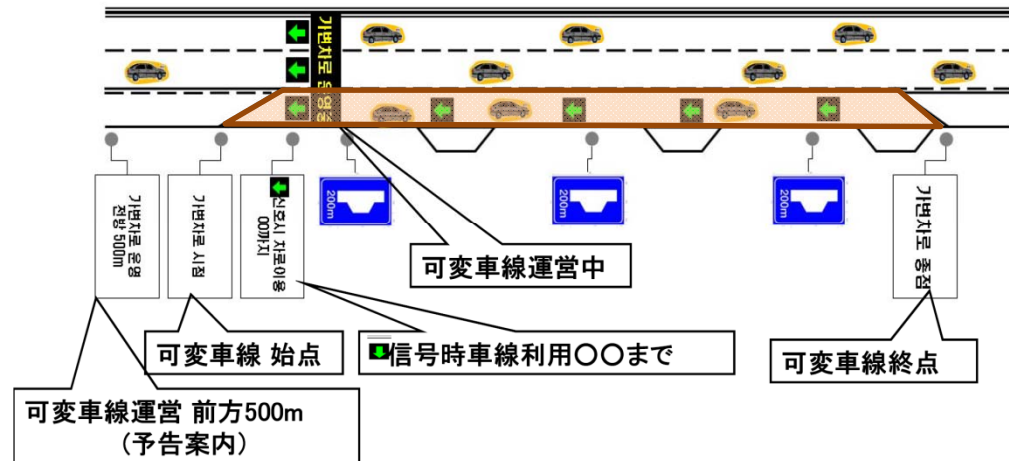 가변차로 운영중
가변차로 운영
전방 500m
가변차로 시점
신호시 차로이용
00까지
200m
200m
200m
가변차로 종점
可変車線運営中
可変車線 始点
信号時車線利用〇〇まで
可変車線終点
可変車線運営 前方500m
(予告案内)